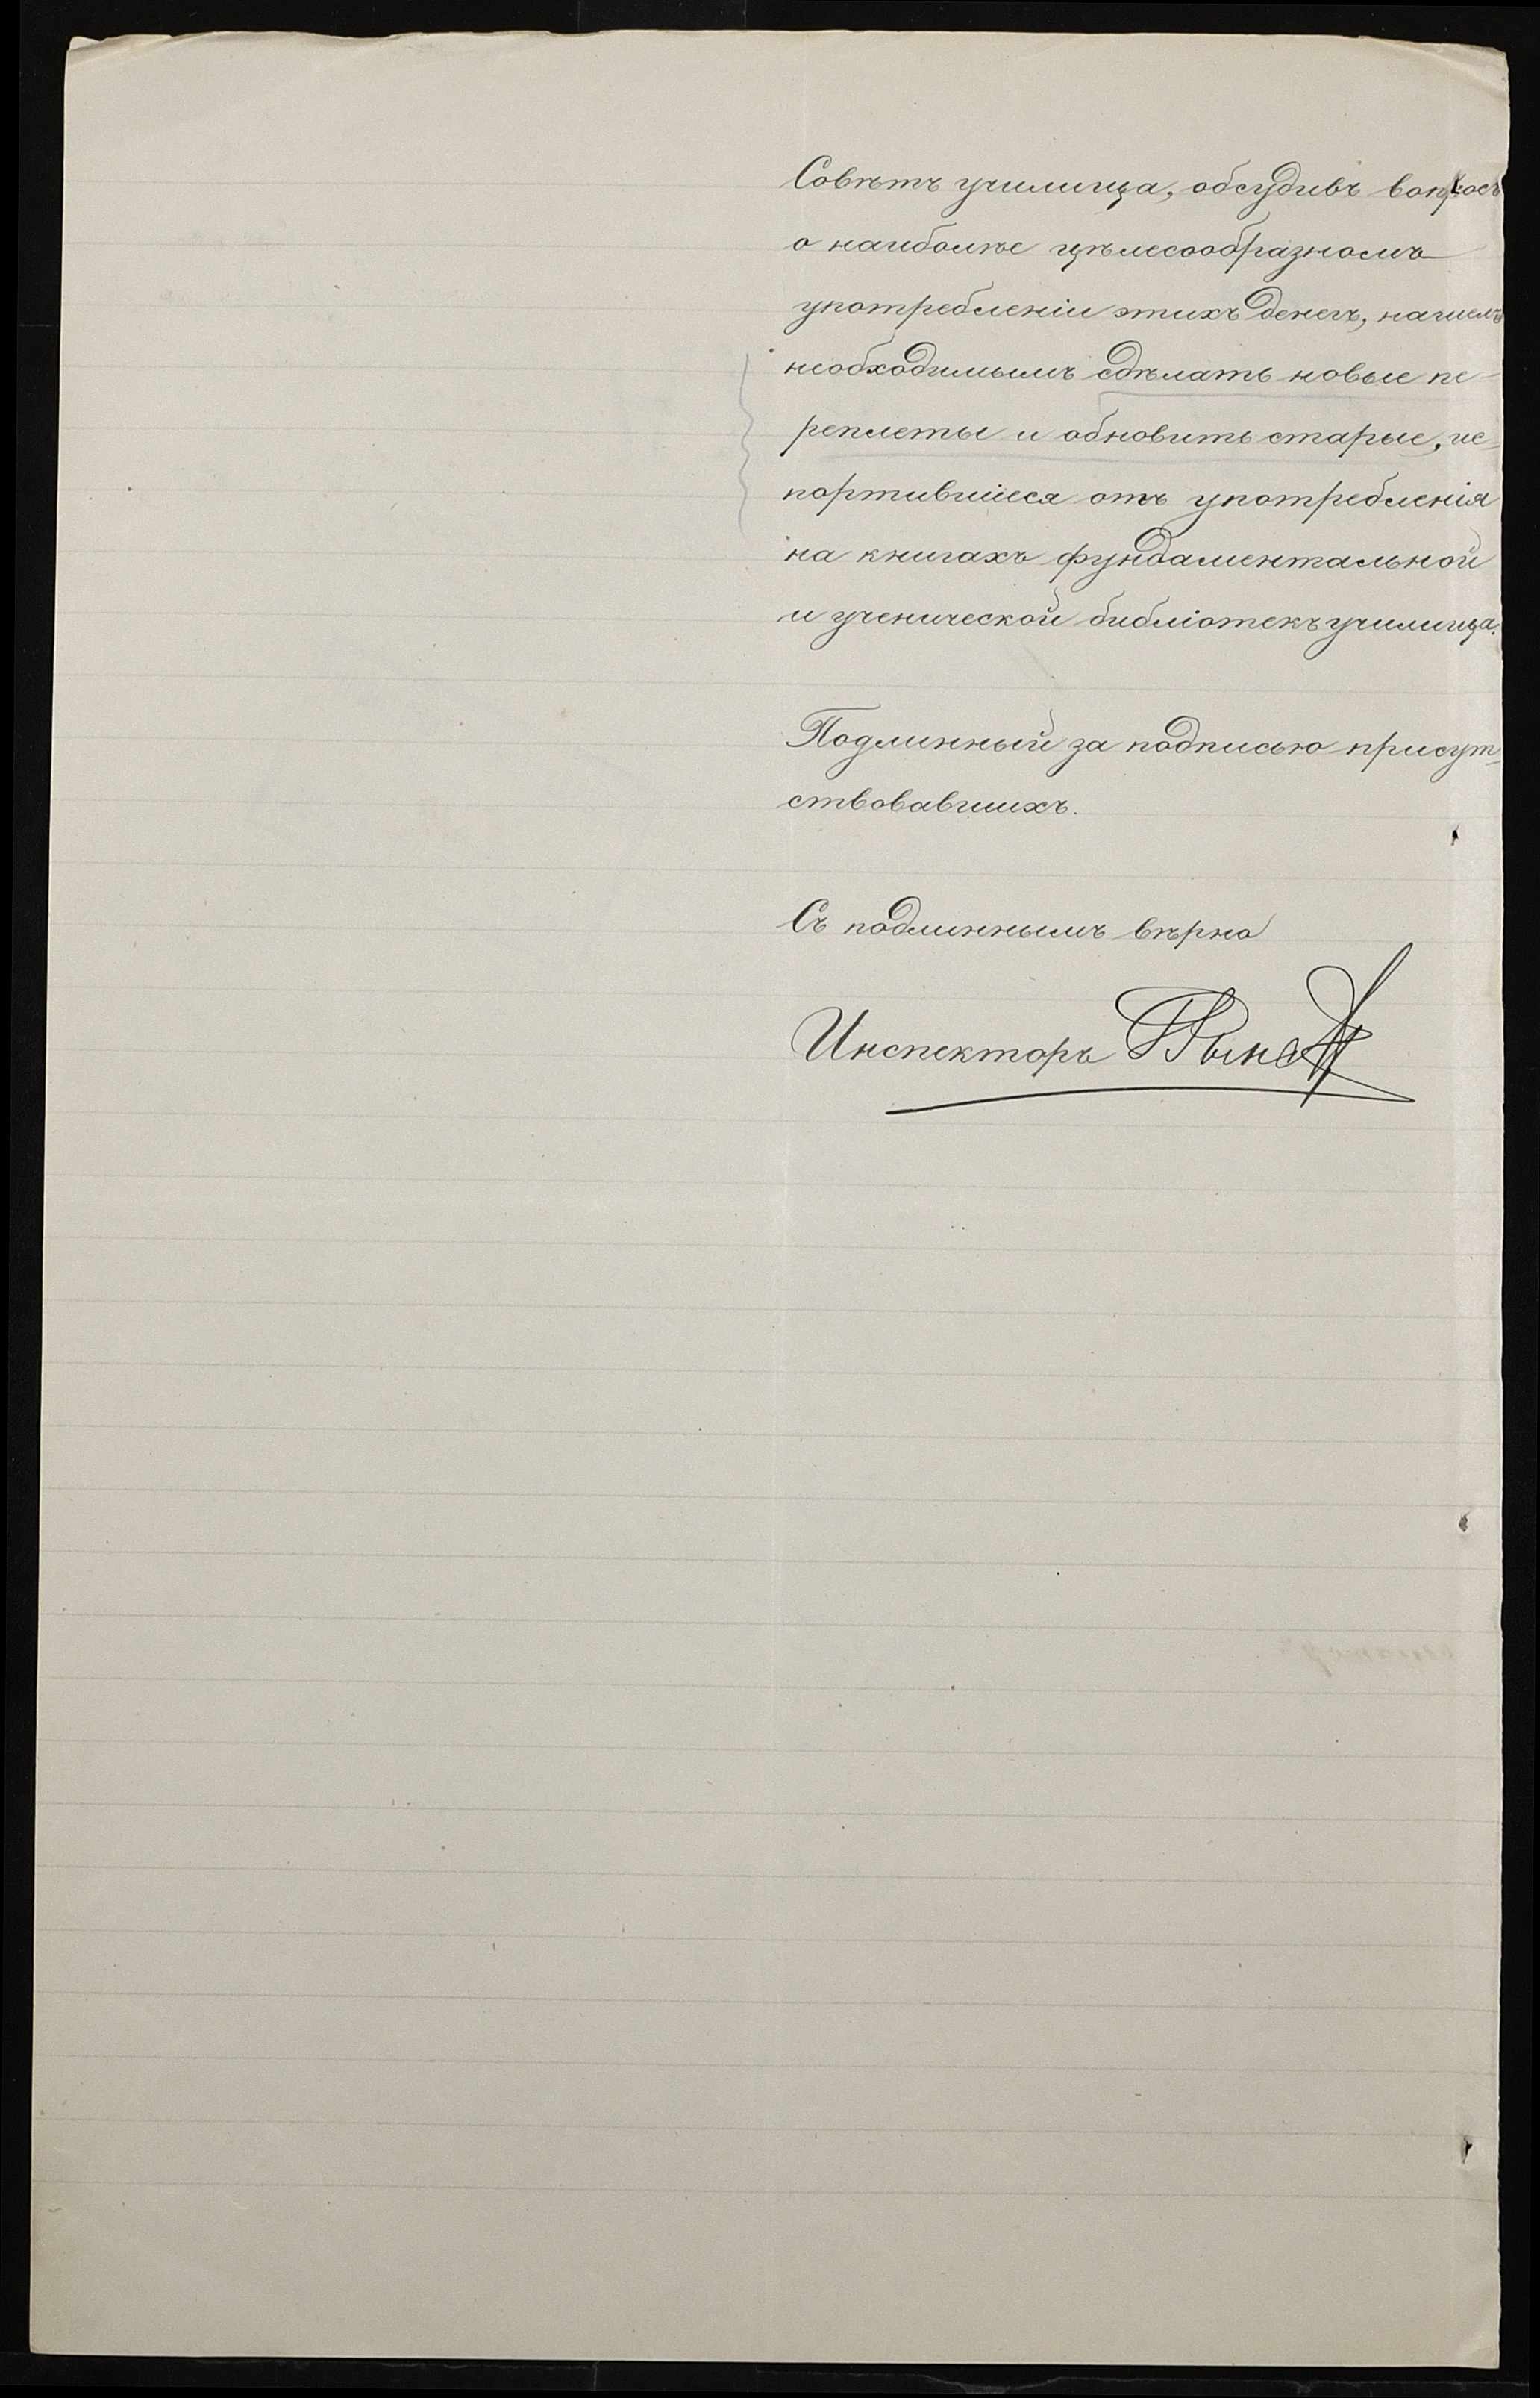 Совѣтъ училища, обсудивъ вопросъ
о наиболѣе цѣлесообразномъ
употребленіи этихъ денегъ, нашелъ
необходимымъ сдѣлать новые пе-
реплеты и обновить старые, ис-
портившіеся отъ употребленія
на книгахъ фундаментальной
и ученической библіотекъ училища.
Подлинный за подписью присут-
ствовавшихъ.
Съ подлиннымъ вѣрно
Инспекторъ